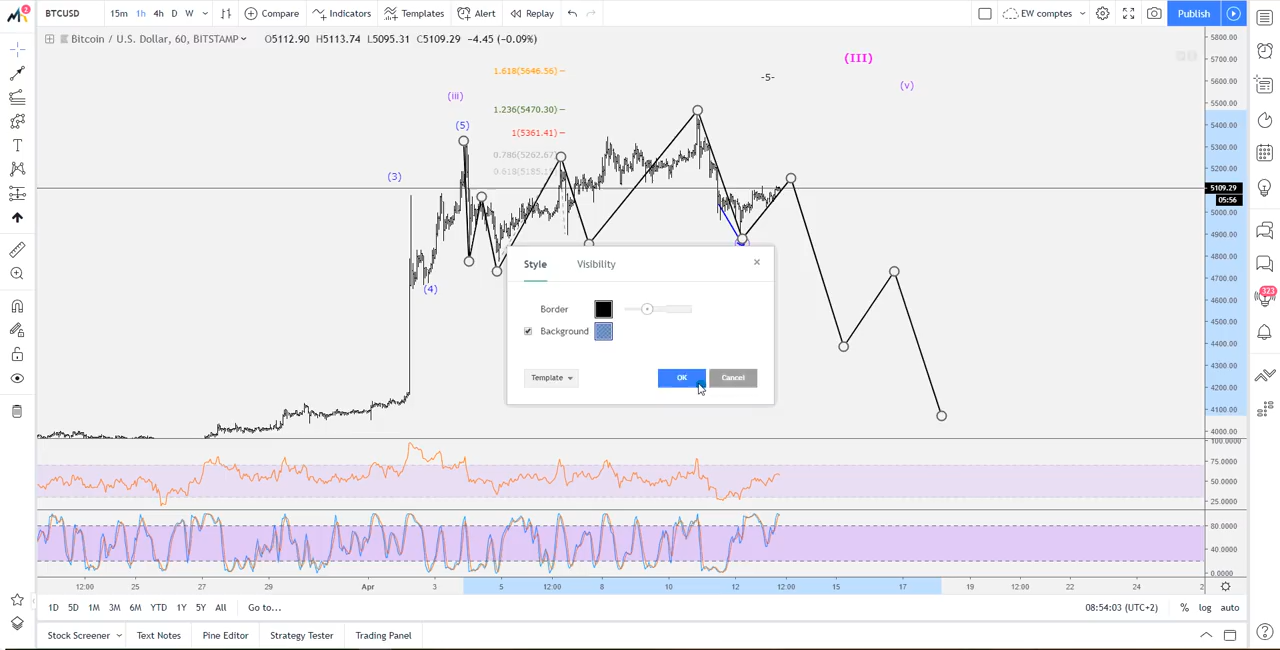 2
BTCUSD
15m 1h 4h D W
Compare
Indicators
Templates
Alert
Replay
EW comptes
Publish
Bitcoin / U.S. Dollar, 60, BITSTAMP
O5112.90 H5113.74 L5095.31 C5109.29 −4.45 (−0.09%)
5800.00
(III)
5700.00
1.618(5646.56)
-5-
(iii)
(v)
5600.00
5500.00
1.236(5470.30)
(5)
5400.00
1(5361.41)
5300.00
0.786(5262.67)
5200.00
(3)
5109.29
05:56
5000.00
4900.00
4800.00
4700.00
(4)
4600.00
4500.00
4400.00
4300.00
4200.00
4100.00
4000.00
Style
Visibility
Border
Background
Template
OK
Cancel
323
100.0000
75.0000
50.0000
25.0000
80.0000
40.0000
0.0000
12:00 25 27 29 Apr 3 5 12:00 8 10 12 12:00 15 17 19 12:00 22 24 2
1D 5D 1M 3M 6M YTD 1Y 5Y All Go to...
08:54:03 (UTC+2) % log auto
Stock Screener Text Notes Pine Editor Strategy Tester Trading Panel